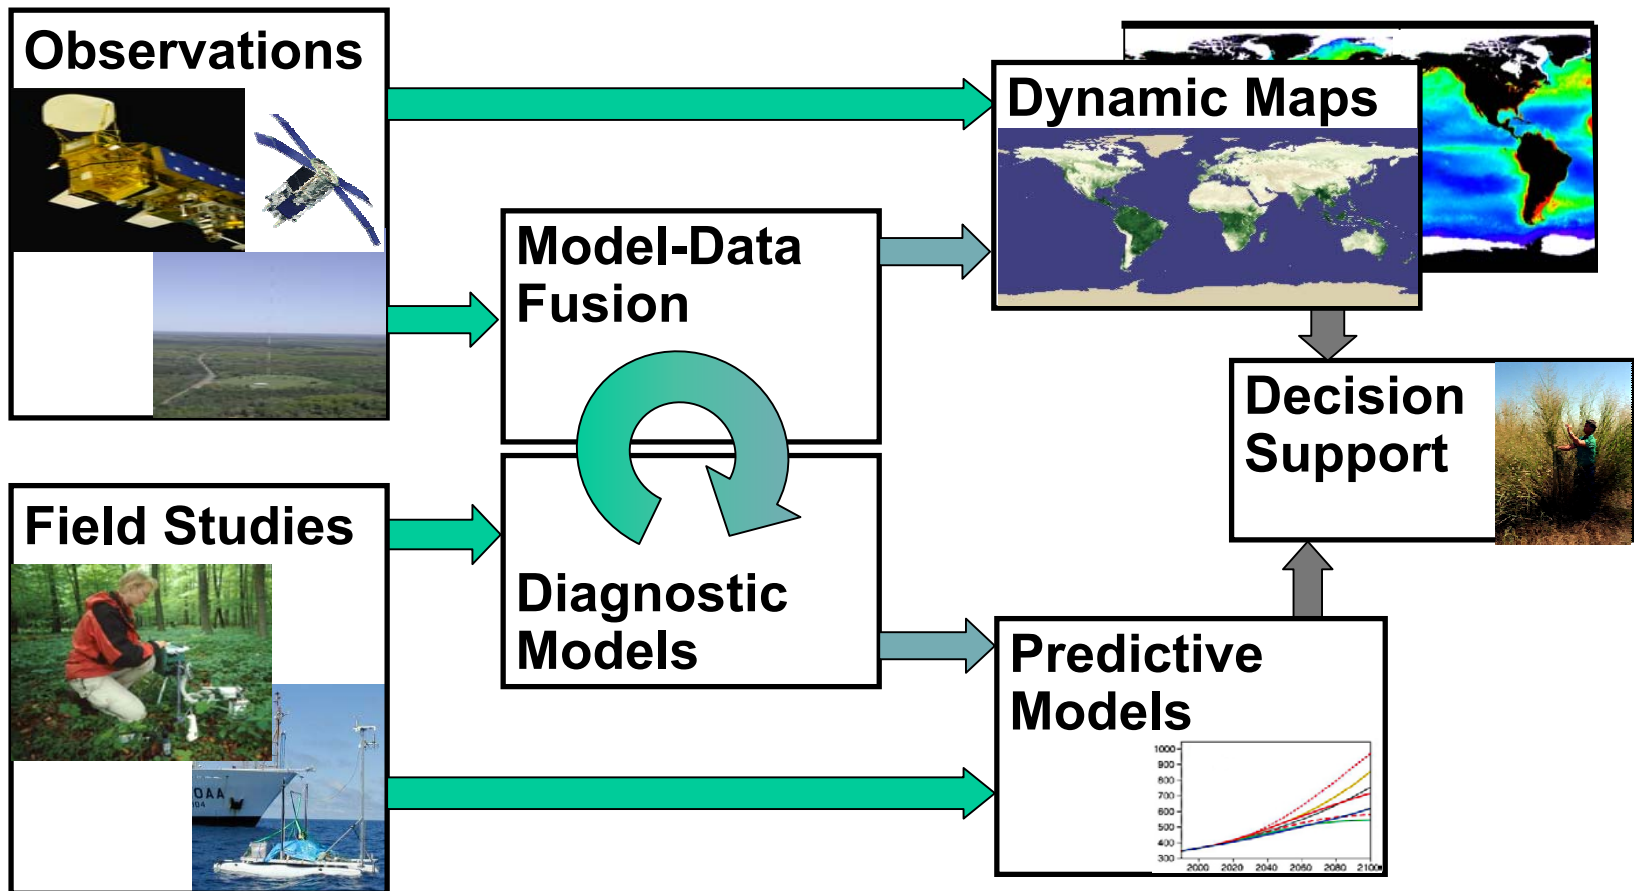 Observations
Dynamic Maps
Model-Data
Fusion
Decision
Support
Field Studies
Diagnostic
Models
Predictive
Models
OAA
1000
900
800
700
600
500
400
300
2000
2020
2040
2060
2080
2100